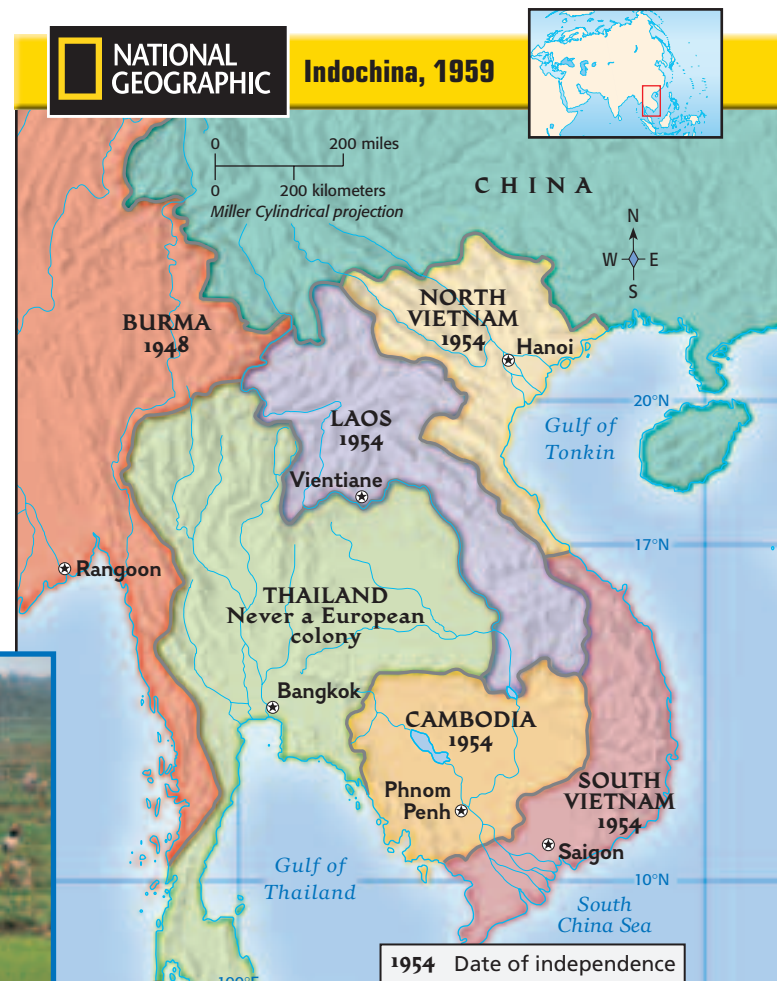 NATIONAL
GEOGRAPHIC
Indochina, 1959
0 200 miles
0 200 kilometers
Miller Cylindrical projection
CHINA
N
W E
S
BURMA
1948
NORTH
VIETNAM
1954
Hanoi
20°N
Gulf of
Tonkin
LAOS
1954
Vientiane
17°N
Rangoon
THAILAND
Never a European
colony
Bangkok
CAMBODIA
1954
Phnom
Penh
SOUTH
VIETNAM
1954
Saigon
Gulf of
Thailand
10°N
South
China Sea
1954 Date of independence
100°E